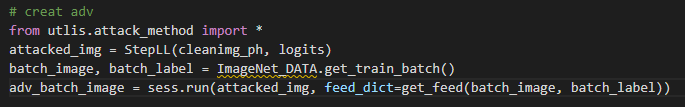 # creat adv
from utlis.attack_method import *
attacked_img = StepLL(cleanimg_ph, logits)
batch_image, batch_label = ImageNet_DATA.get_train_batch()
adv_batch_image = sess.run(attacked_img, feed_dict=get_feed(batch_image, batch_label))